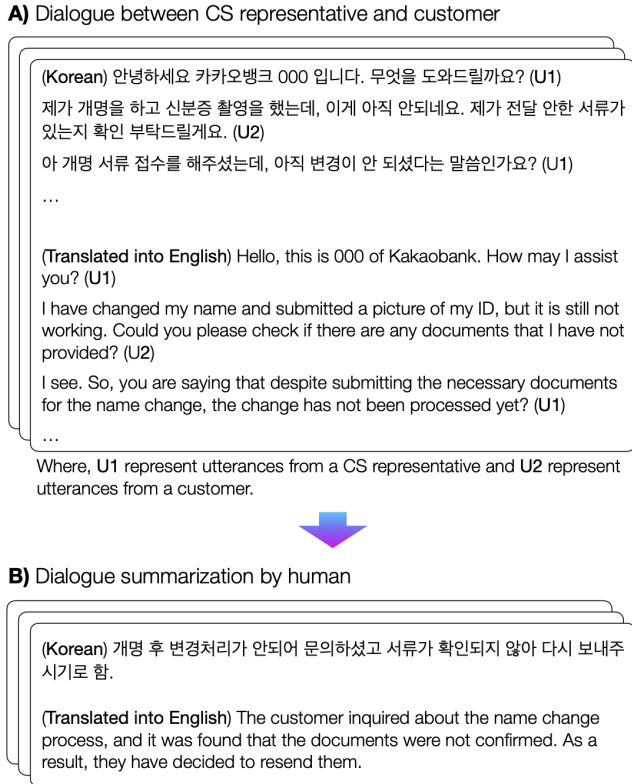 A) Dialogue between CS representative and customer
(Korean) 안녕하세요 카카오뱅크 000 입니다. 무엇을 도와드릴까요? (U1)
제가 개명을 하고 신분증 촬영을 했는데, 이게 아직 안되네요. 제가 전달 안한 서류가
있는지 확인 부탁드릴게요. (U2)
아 개명 서류 접수를 해주셨는데, 아직 변경이 안 되셨다는 말씀인가요? (U1)
...
(Translated into English) Hello, this is 000 of Kakaobank. How may I assist
you? (U1)
I have changed my name and submitted a picture of my ID, but it is still not
working. Could you please check if there are any documents that I have not
provided? (U2)
I see. So, you are saying that despite submitting the necessary documents
for the name change, the change has not been processed yet? (U1)
...
Where, U1 represent utterances from a CS representative and U2 represent
utterances from a customer.
B) Dialogue summarization by human
(Korean) 개명 후 변경처리가 안되어 문의하셨고 서류가 확인되지 않아 다시 보내주
시기로 함.
(Translated into English) The customer inquired about the name change
process, and it was found that the documents were not confirmed. As a
result, they have decided to resend them.